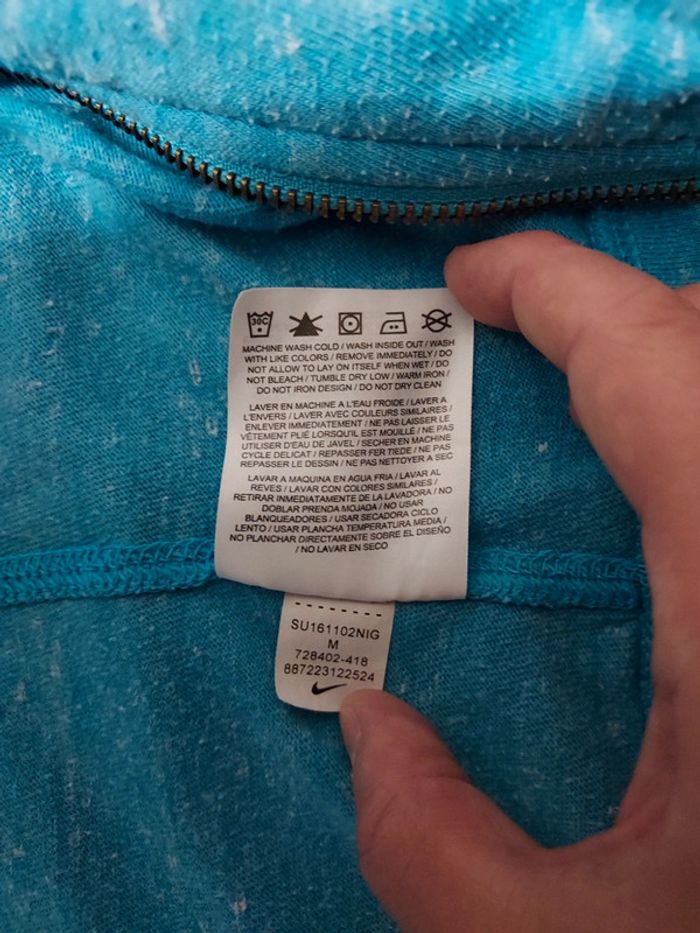 30C
MACHINE WASH COLD / WASH INSIDE OUT / WASH
WITH LIKE COLORS / REMOVE IMMEDIATELY / DO
NOT ALLOW TO LAY ON ITSELF WHEN WET / DO
NOT BLEACH / TUMBLE DRY LOW / WARM IRON /
DO NOT IRON DESIGN / DO NOT DRY CLEAN
LAVER EN MACHINE A L'EAU FROIDE / LAVER A
L'ENVERS / LAVER AVEC COULEURS SIMILAIRES /
ENLEVER IMMEDIATEMENT / NE PAS LAISSER LE
VÊTEMENT PLIÉ LORSQU'IL EST MOUILLÉ / NE PAS
UTILISER D'EAU DE JAVEL / SECHER EN MACHINE
CYCLE DELICAT / REPASSER FER TIEDE / NE PAS
REPASSER LE DESSIN / NE PAS NETTOYER A SEC
LAVAR A MAQUINA EN AGUA FRIA / LAVAR AL
REVES / LAVAR CON COLORES SIMILARES /
RETIRAR INMEDIATAMENTE DE LA LAVADORA / NO
DOBLAR PRENDA MOJADA / NO USAR
BLANQUEADORES / USAR SECADORA CICLO
LENTO / USAR PLANCHA TEMPERATURA MEDIA /
NO PLANCHAR DIRECTAMENTE SOBRE EL DISEÑO
/ NO LAVAR EN SECO
SU161102NIG
M
728402-418
887223122524